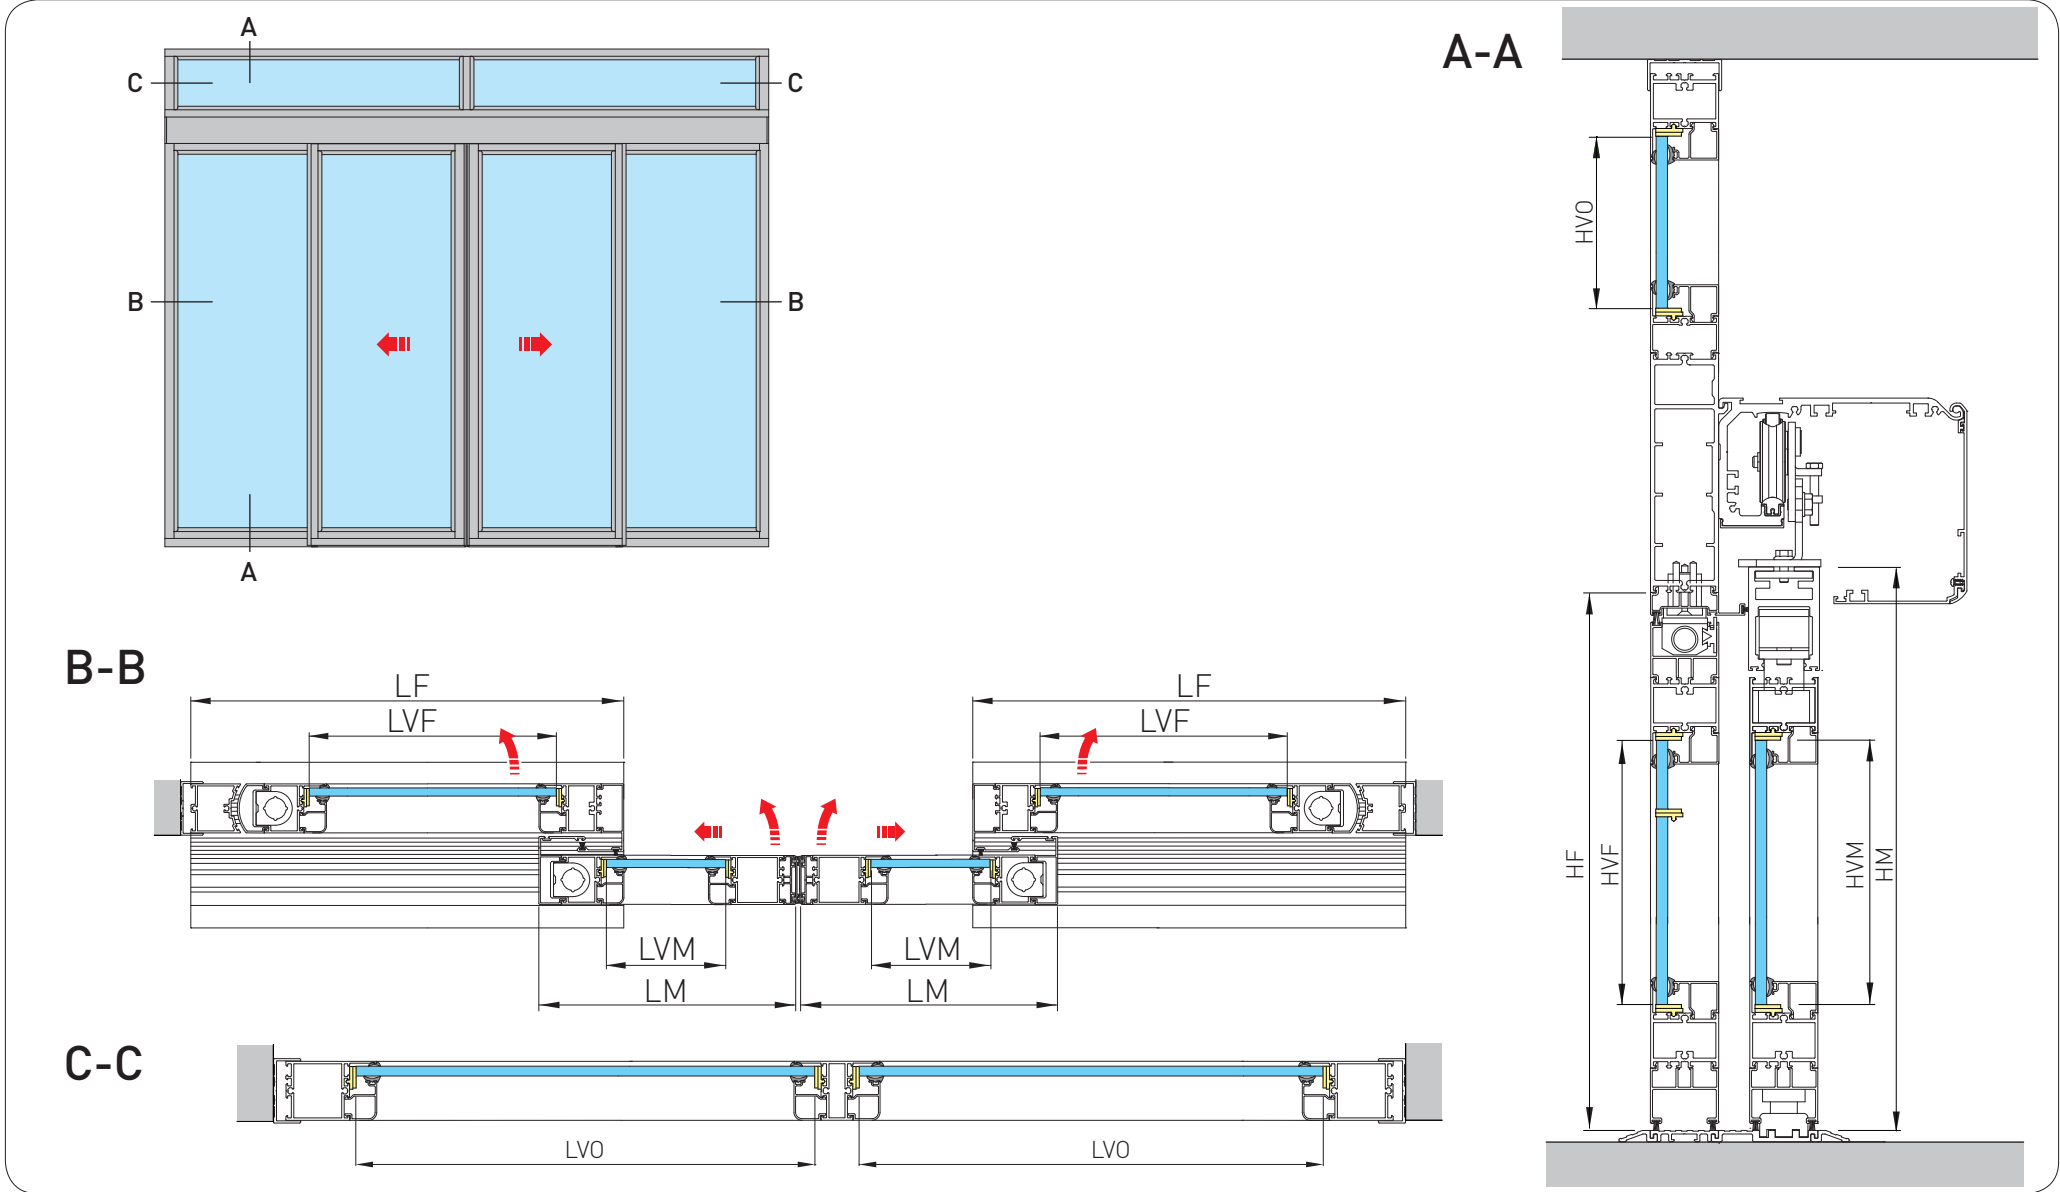 A
C C
B B
A
A-A
HVO
HF
HVF
HVM
HM
B-B
LF LF
LVF LVF
LVM LVM
LM LM
C-C
LVO LVO